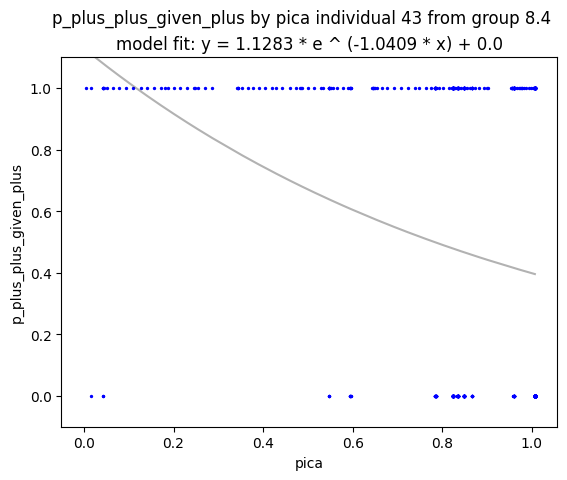 p_plus_plus_given_plus by pica individual 43 from group 8.4
model fit: y = 1.1283 * e ^ (-1.0409 * x) + 0.0
1.0
0.8
0.6
0.4
0.2
0.0
p_plus_plus_given_plus
0.0 0.2 0.4 0.6 0.8 1.0
pica